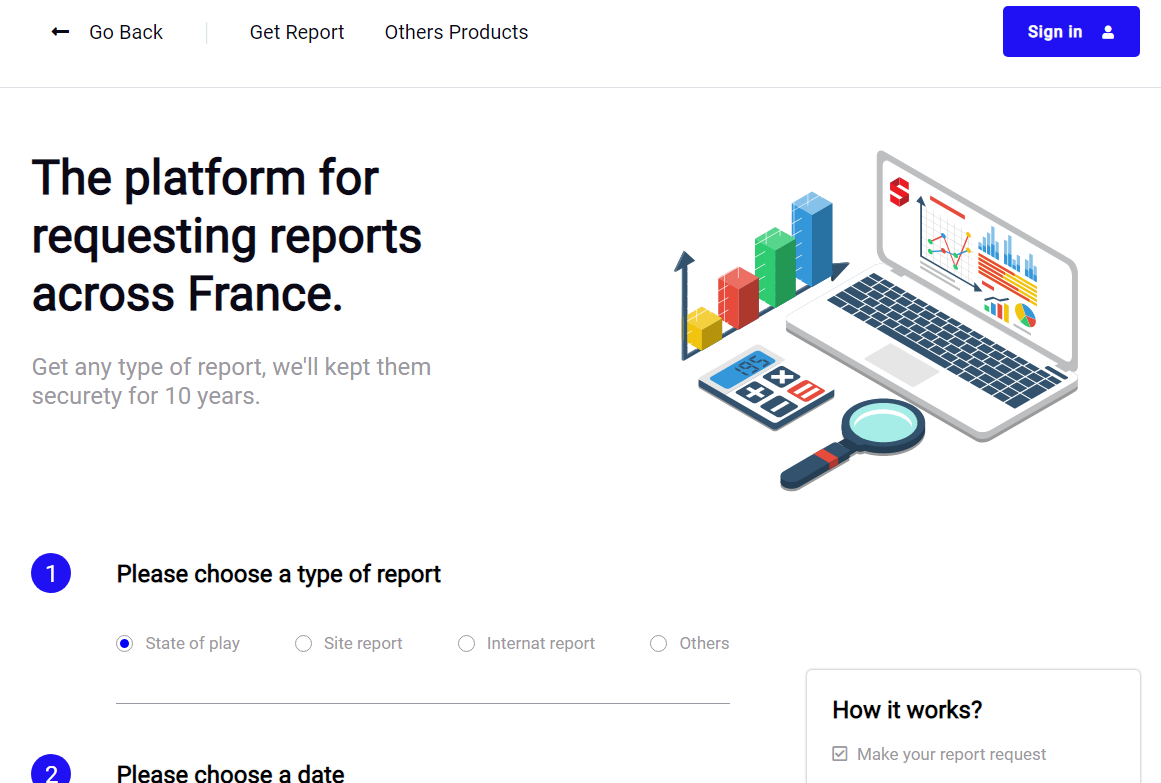 Go Back
Get Report
Others Products
Sign in
The platform for
requesting reports
across France.
Get any type of report, we'll kept them
securety for 10 years.
195
1
Please choose a type of report
State of play
Site report
Internat report
Others
How it works?
Make your report request
2
Please choose a date